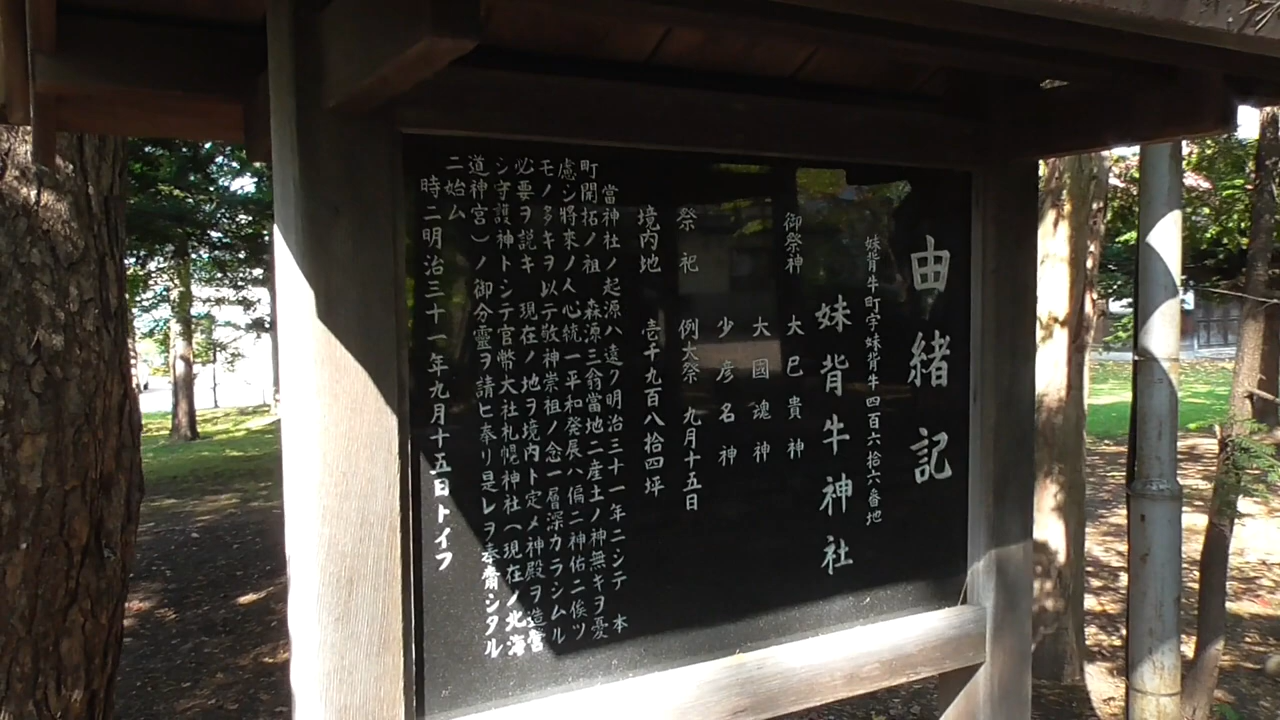 由緒記
妹背牛町字妹背牛四百六拾六番地
妹背牛神社
御祭神 大巳貴神
大國魂神
少彦名神
祭祀 例大祭 九月十五日
境内地 壱千九百八拾四坪
當神社ノ起源ハ遠ク明治三十一年ニシテ 本
町開拓ノ祖 森源三翁當地ニ産土ノ神無キヲ憂
慮シ將来ノ人心統一平和発展ハ偏ニ神佑ニ俟ツ
モノ多キヲ以テ敬神崇祖ノ念一層深カラシムル
必要ヲ説キ 現在ノ地ヲ境内ト定メ神殿ヲ造営
シ守護神トシテ官幣大社札幌神社(現在ノ北海
道神宮)ノ御分霊ヲ請ヒ奉リ是レヲ奉齋シタル
ニ始ム
時ニ明治三十一年九月十五日トイフ